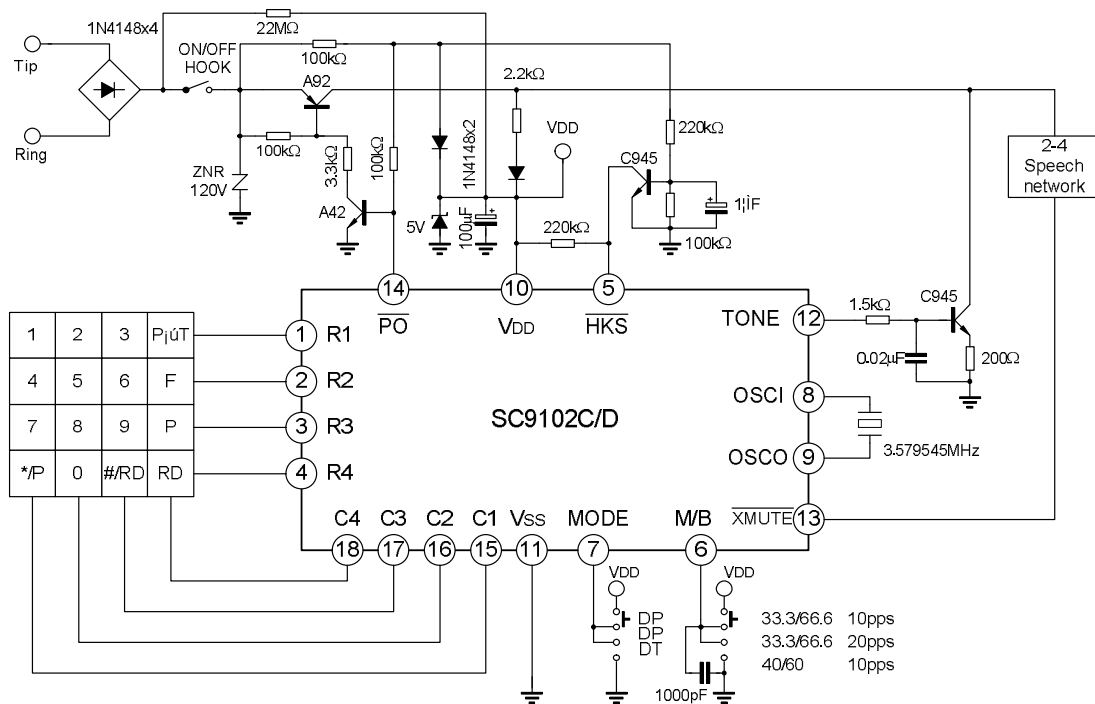 1N4148x4
22MΩ
Tip
ON/OFF
HOOK
100kΩ
A92
2.2kΩ
Ring
100kΩ
3.3kΩ
100kΩ
1N4148x2
VDD
220kΩ
C945
2-4
Speech
network
ZNR
120V
A42
5V
100µF
220kΩ
1¡ÌF
100kΩ
14
10
5
PO
VDD
HKS
TONE
12
1.5kΩ
C945
0.02µF
200Ω
1 2 3 P¡úT
1 R1
4 5 6 F
2 R2
7 8 9 P
3 R3
*/P 0 #/RD RD
4 R4
SC9102C/D
OSCI
8
OSCO
9
3.579545MHz
XMUTE
13
C4 C3 C2 C1 VSS MODE M/B
18 17 16 15 11 7 6
VDD
DP
DP
DT
VDD
33.3/66.6 10pps
33.3/66.6 20pps
40/60 10pps
1000pF